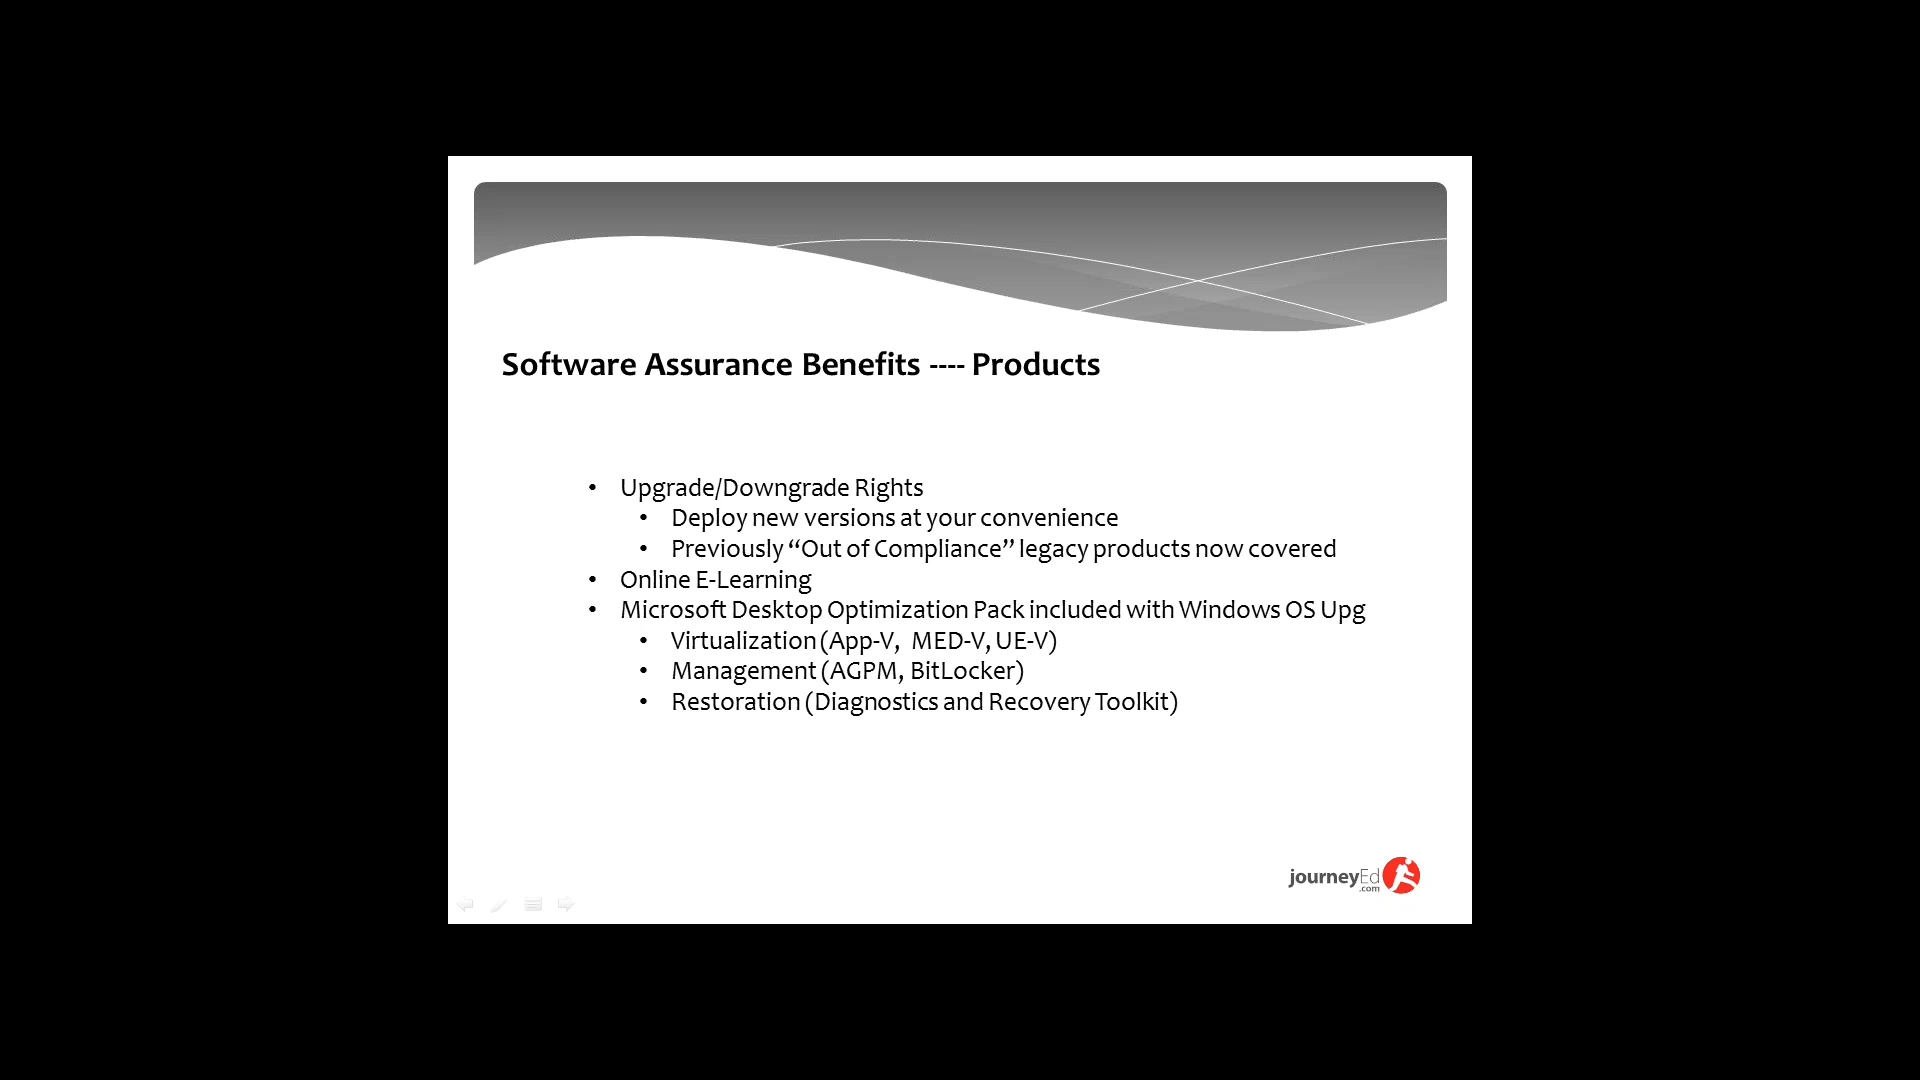 Software Assurance Benefits ---- Products
• Upgrade/Downgrade Rights
• Deploy new versions at your convenience
• Previously “Out of Compliance” legacy products now covered
• Online E-Learning
• Microsoft Desktop Optimization Pack included with Windows OS Upg
• Virtualization (App-V, MED-V, UE-V)
• Management (AGPM, BitLocker)
• Restoration (Diagnostics and Recovery Toolkit)
journeyEd
.com